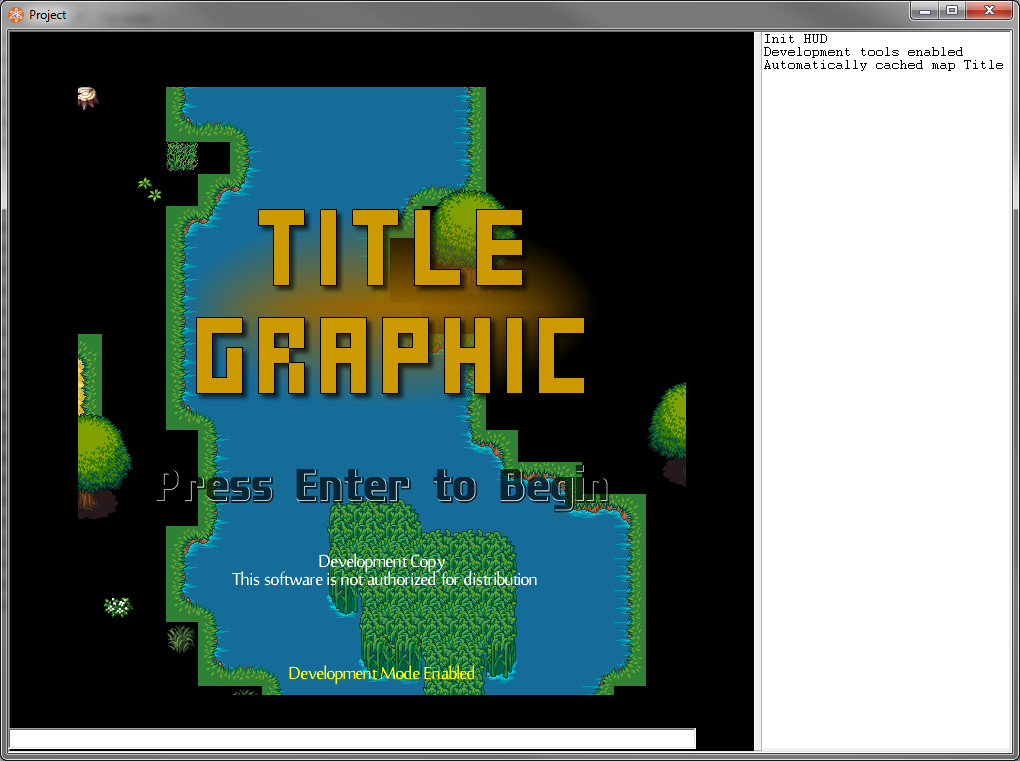 Project
Init HUD
Development tools enabled
Automatically cached map Title
TITLE
GRAPHIC
Press Enter to Begin
Development Copy
This software is not authorized for distribution
Development Mode Enabled